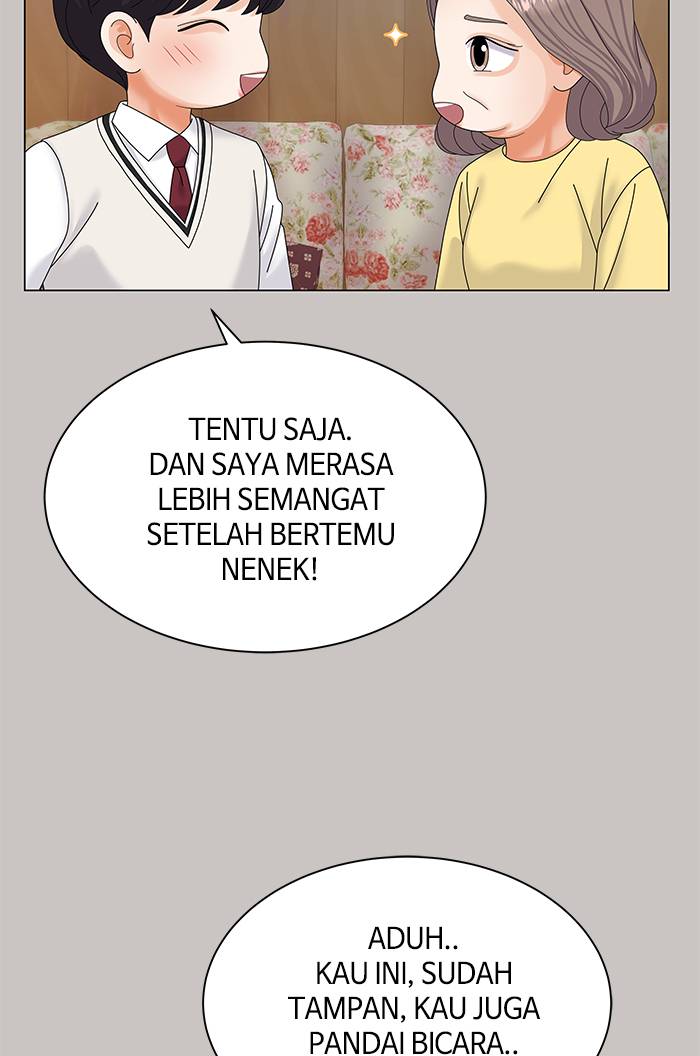 TENTU SAJA.
DAN SAYA MERASA
LEBIH SEMANGAT
SETELAH BERTEMU
NENEK!
ADUH..
KAU INI, SUDAH
TAMPAN, KAU JUGA
PANDAI BICARA..